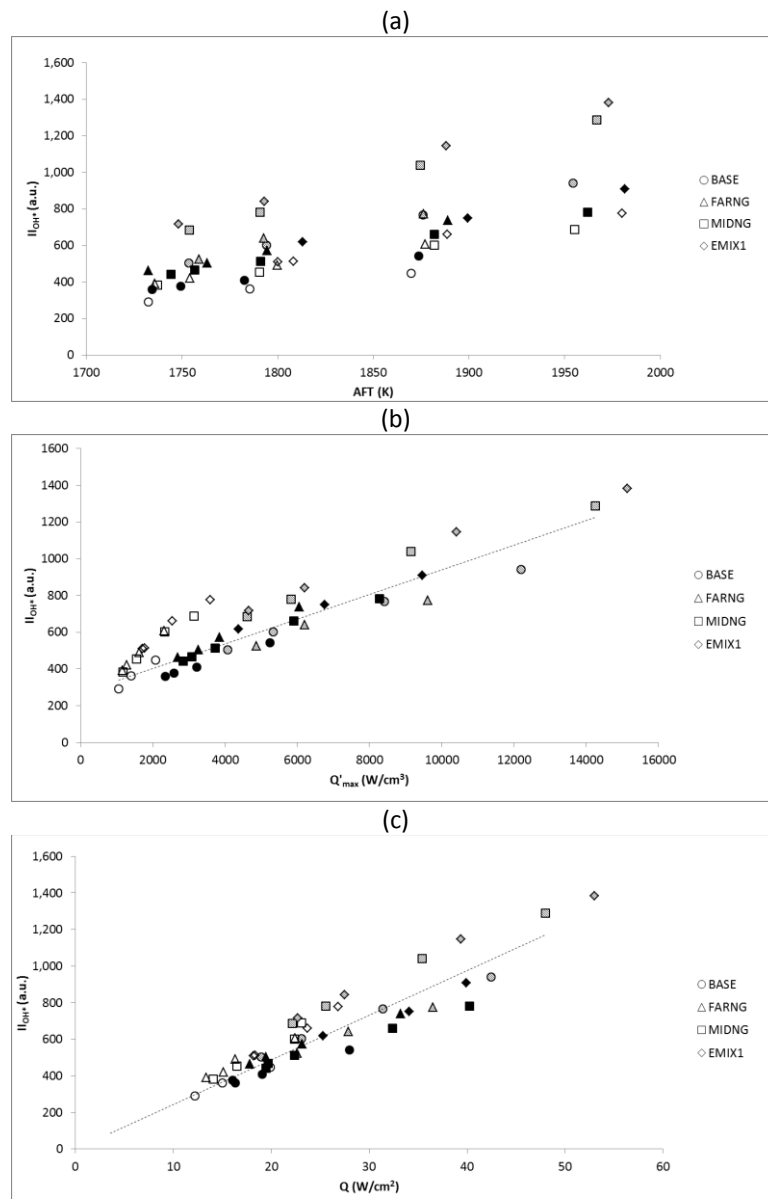 (a)
1,600
1,400
1,200
1,000
800
600
400
200
0
II_OH* (a.u.)
1700 1750 1800 1850 1900 1950 2000
AFT (K)
BASE
FARNG
MIDNG
EMIX1
(b)
1600
1400
1200
1000
800
600
400
200
0
II_OH* (a.u.)
0 2000 4000 6000 8000 10000 12000 14000 16000
Q'max (W/cm³)
BASE
FARNG
MIDNG
EMIX1
(c)
1,600
1,400
1,200
1,000
800
600
400
200
0
II_OH* (a.u.)
0 10 20 30 40 50 60
Q (W/cm²)
BASE
FARNG
MIDNG
EMIX1